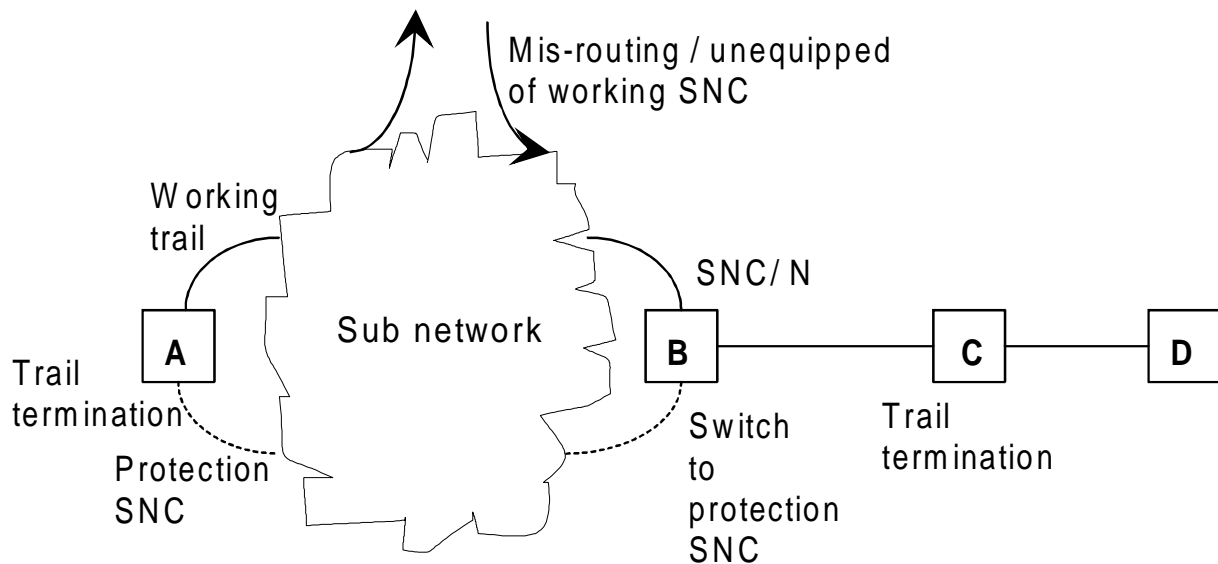 Mis-routing / unequipped
of working SNC
Working
trail
SNC/ N
Sub network
A
B
C
D
Trail
termination
Protection
SNC
Switch
to
protection
SNC
Trail
termination